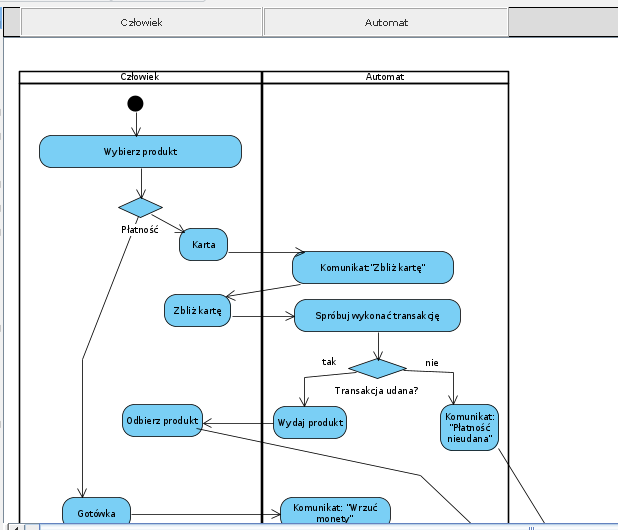 Człowiek
Automat
Człowiek
Automat
Wybierz produkt
Płatność
Karta
Komunikat:"Zbliż kartę"
Zbliż kartę
Spróbuj wykonać transakcję
tak
nie
Transakcja udana?
Odbierz produkt
Wydaj produkt
Komunikat:
"Płatność
nieudana"
Gotówka
Komunikat: "Wrzuć
monety"